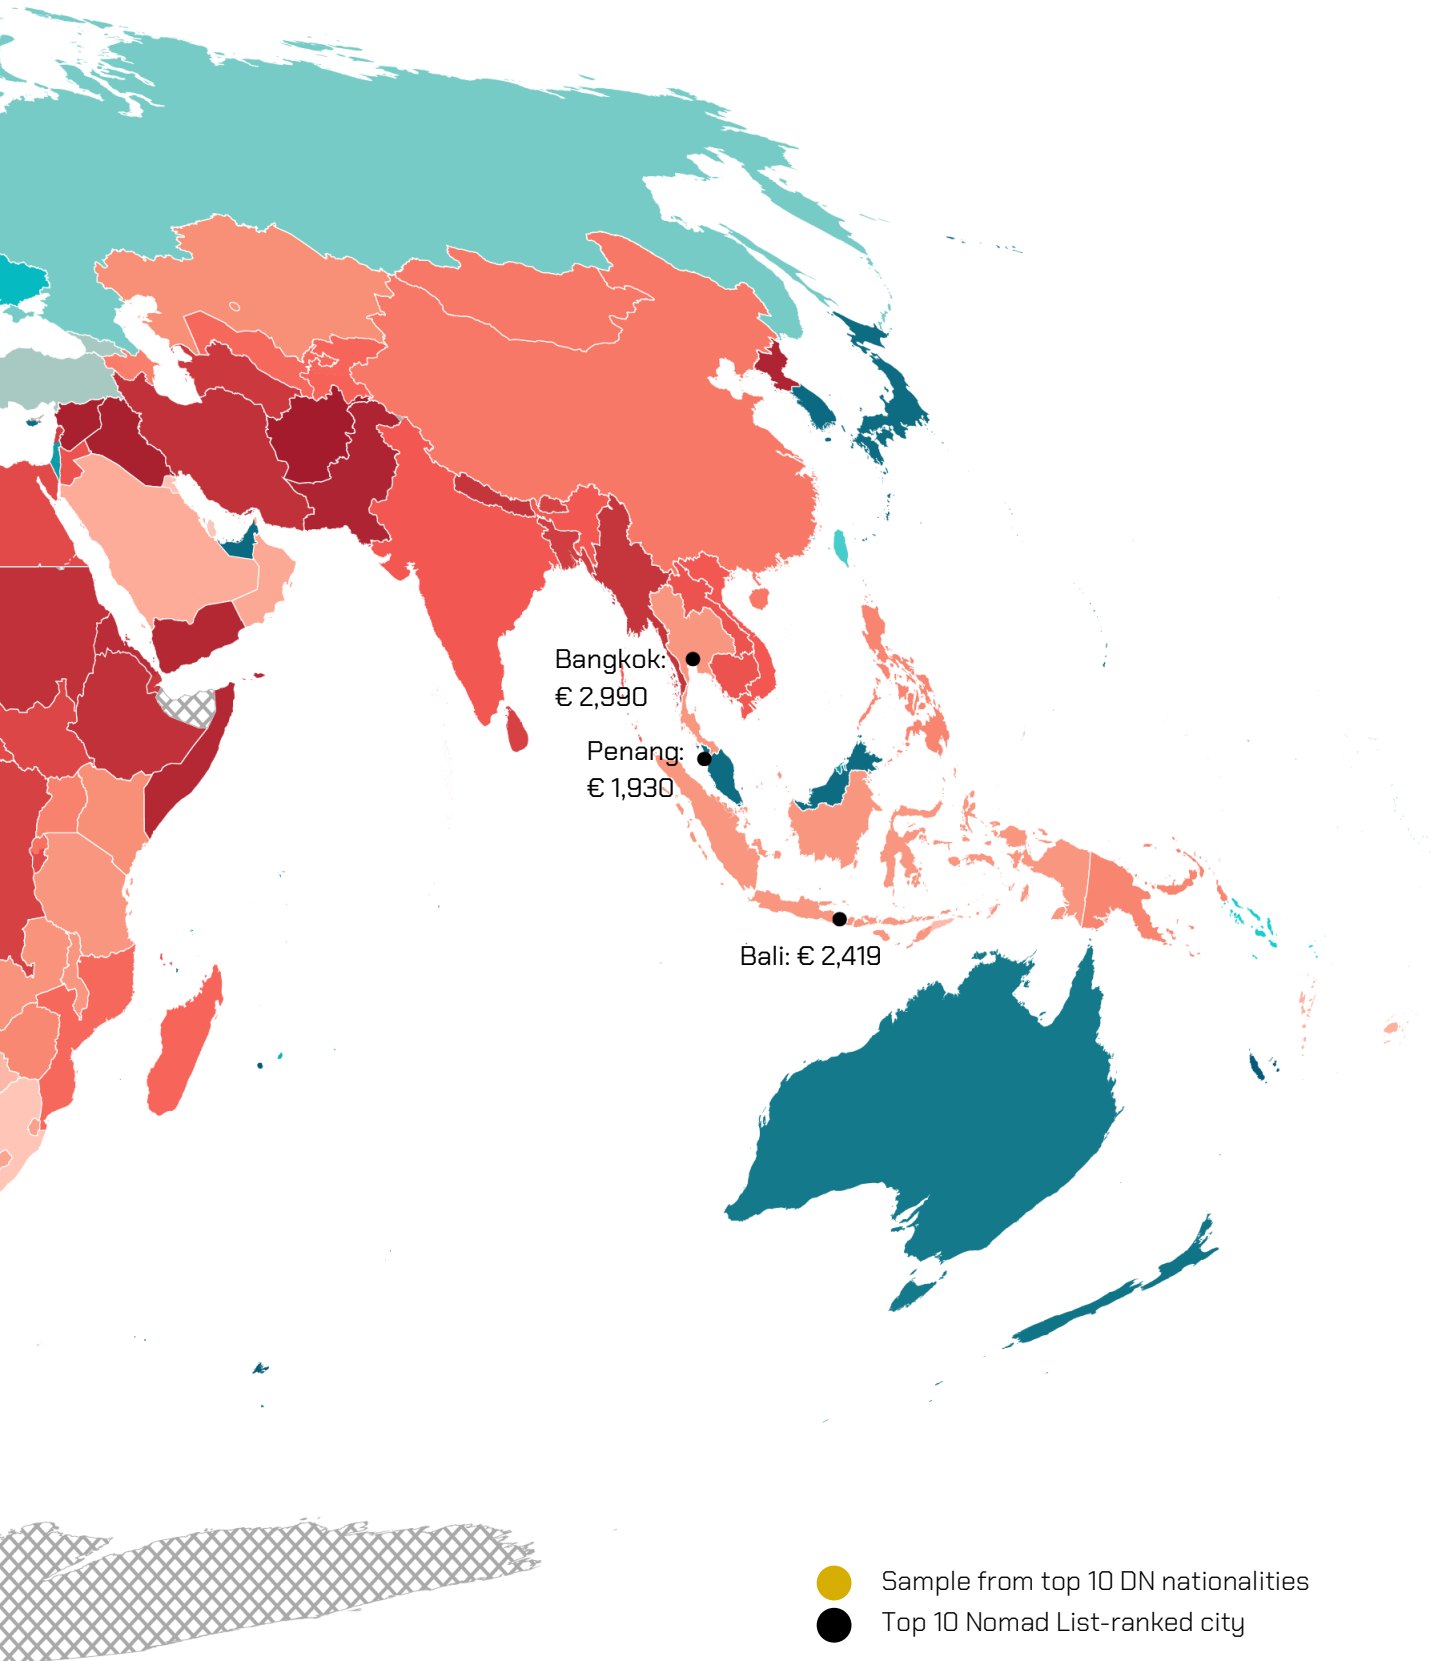 Bangkok:
€ 2,990
Penang:
€ 1,930
Bali: € 2,419
Sample from top 10 DN nationalities
Top 10 Nomad List-ranked city